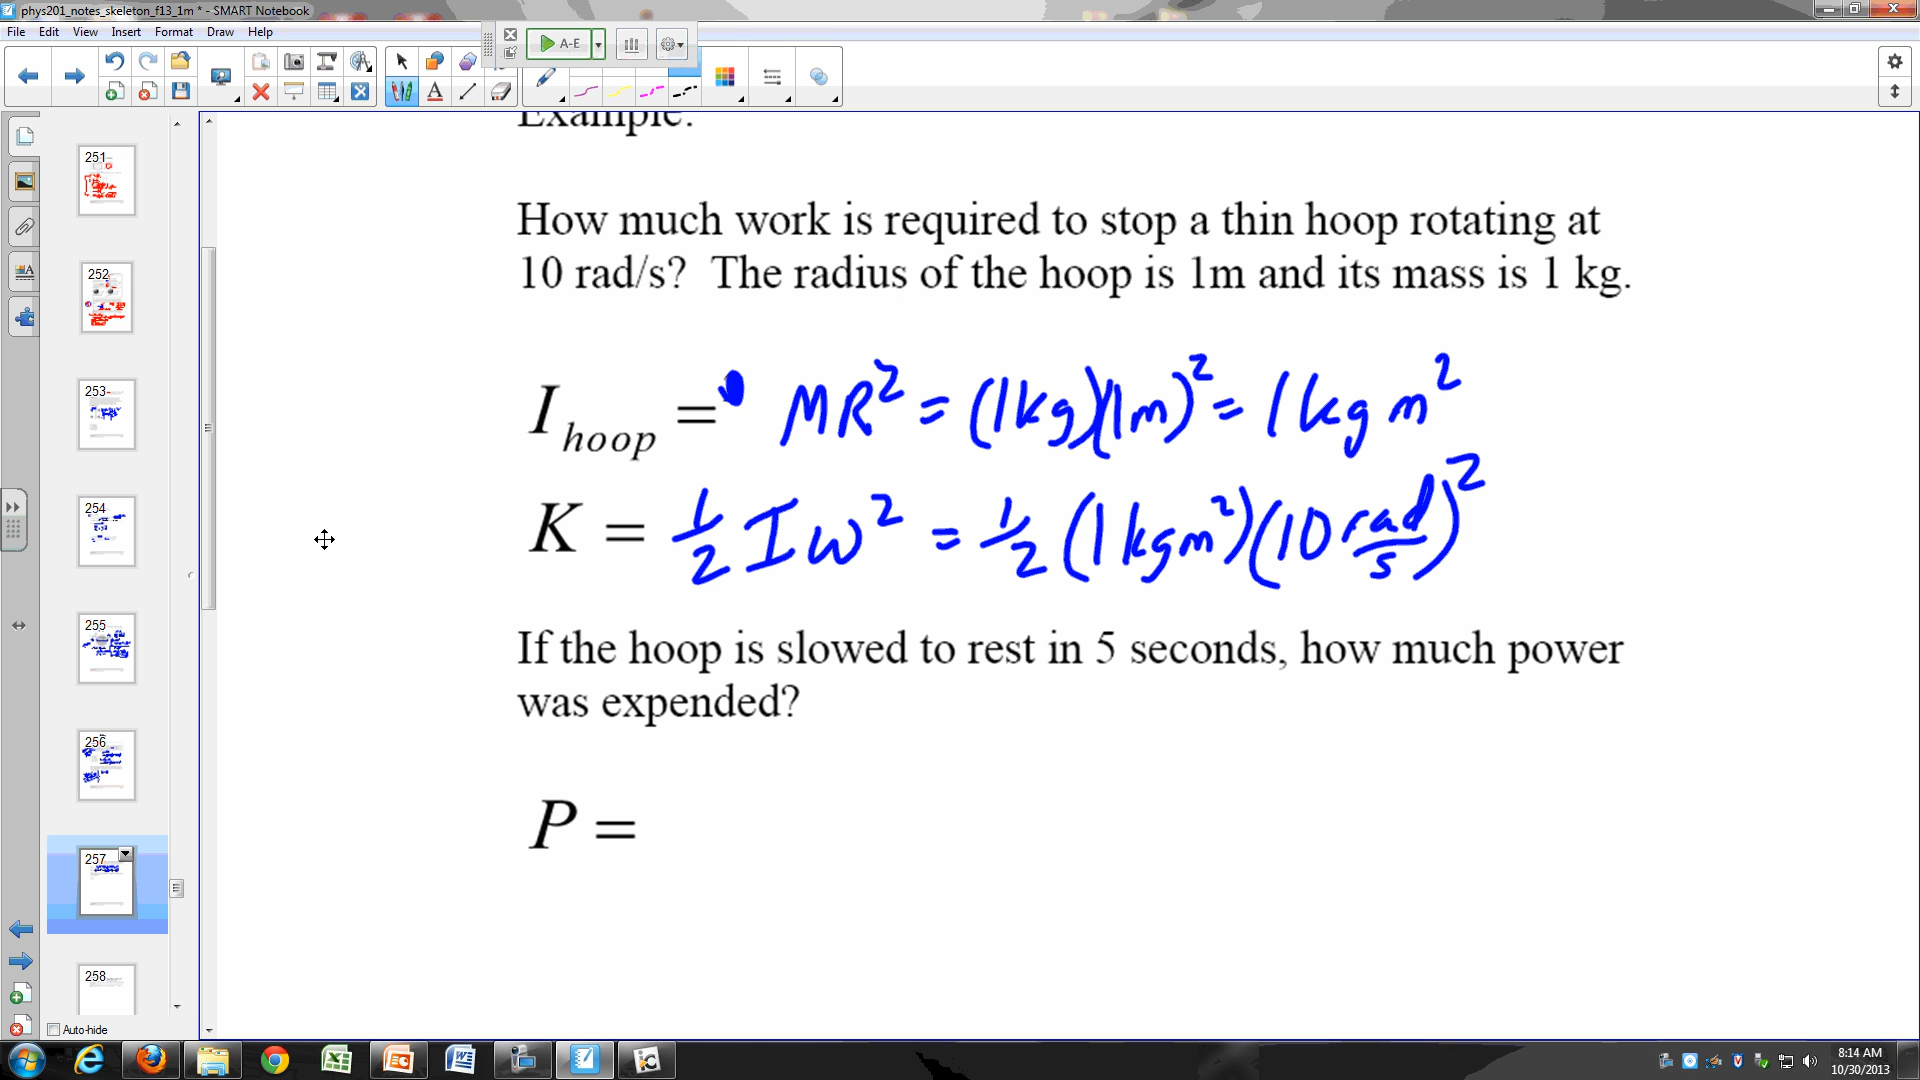 phys201_notes_skeleton_f13_1m * - SMART Notebook
File Edit View Insert Format Draw Help
A-E
251
252
253
254
255
256
257
258
Auto-hide
Example:
How much work is required to stop a thin hoop rotating at
10 rad/s? The radius of the hoop is 1m and its mass is 1 kg.
I hoop = MR² = (1kg)(1m)² = 1 kg m²
K = ½ I ω² = ½ (1 kgm²)(10 rad/s)²
If the hoop is slowed to rest in 5 seconds, how much power
was expended?
P =
8:14 AM
10/30/2013